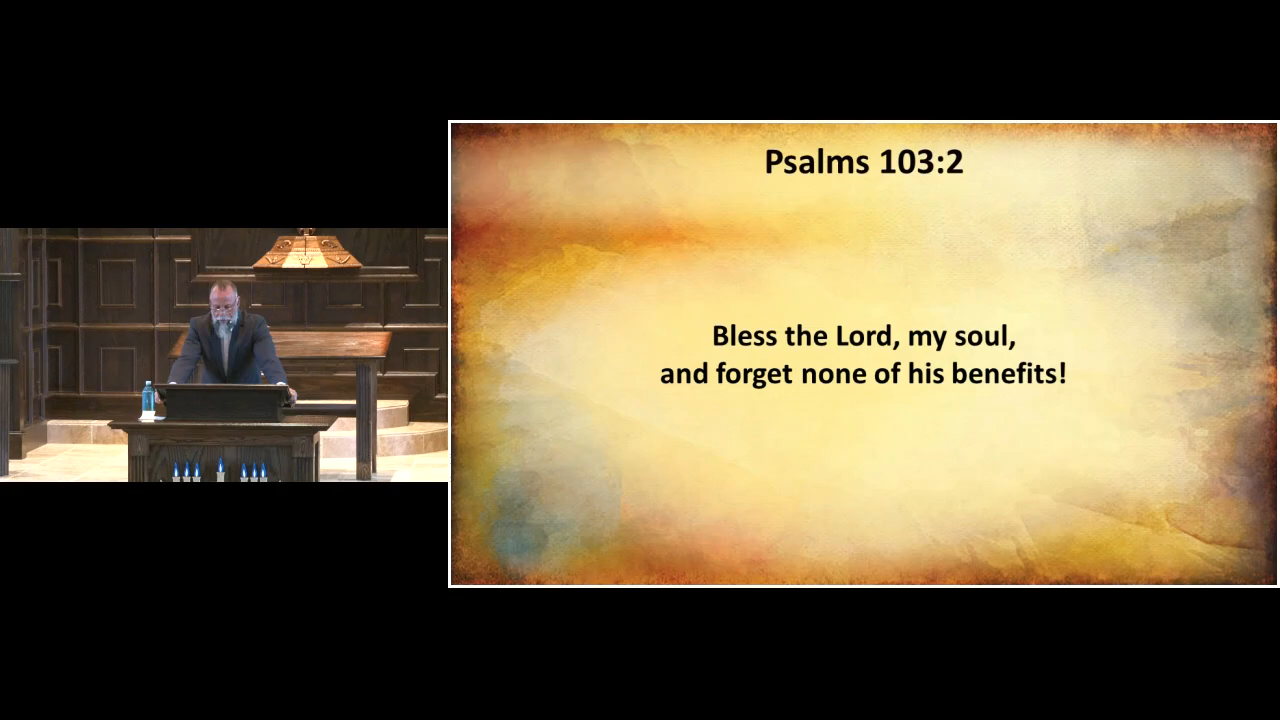 Psalms 103:2
Bless the Lord, my soul,
and forget none of his benefits!